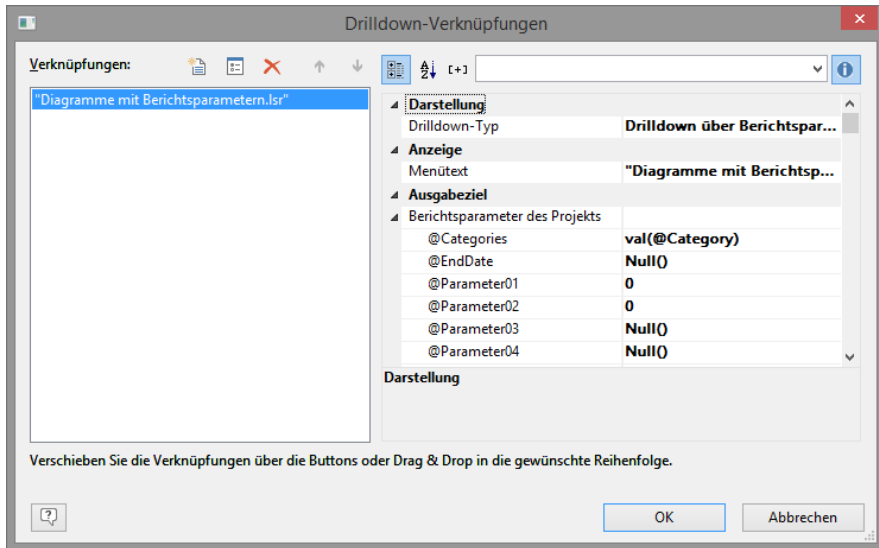 Drilldown-Verknüpfungen
Verknüpfungen:
"Diagramme mit Berichtsparametern.lsr"
Darstellung
Drilldown-Typ Drilldown über Berichtspar...
Anzeige
Menütext "Diagramme mit Berichtsp...
Ausgabeziel
Berichtsparameter des Projekts
@Categories val(@Category)
@EndDate Null()
@Parameter01 0
@Parameter02 0
@Parameter03 Null()
@Parameter04 Null()
Darstellung
Verschieben Sie die Verknüpfungen über die Buttons oder Drag & Drop in die gewünschte Reihenfolge.
OK Abbrechen